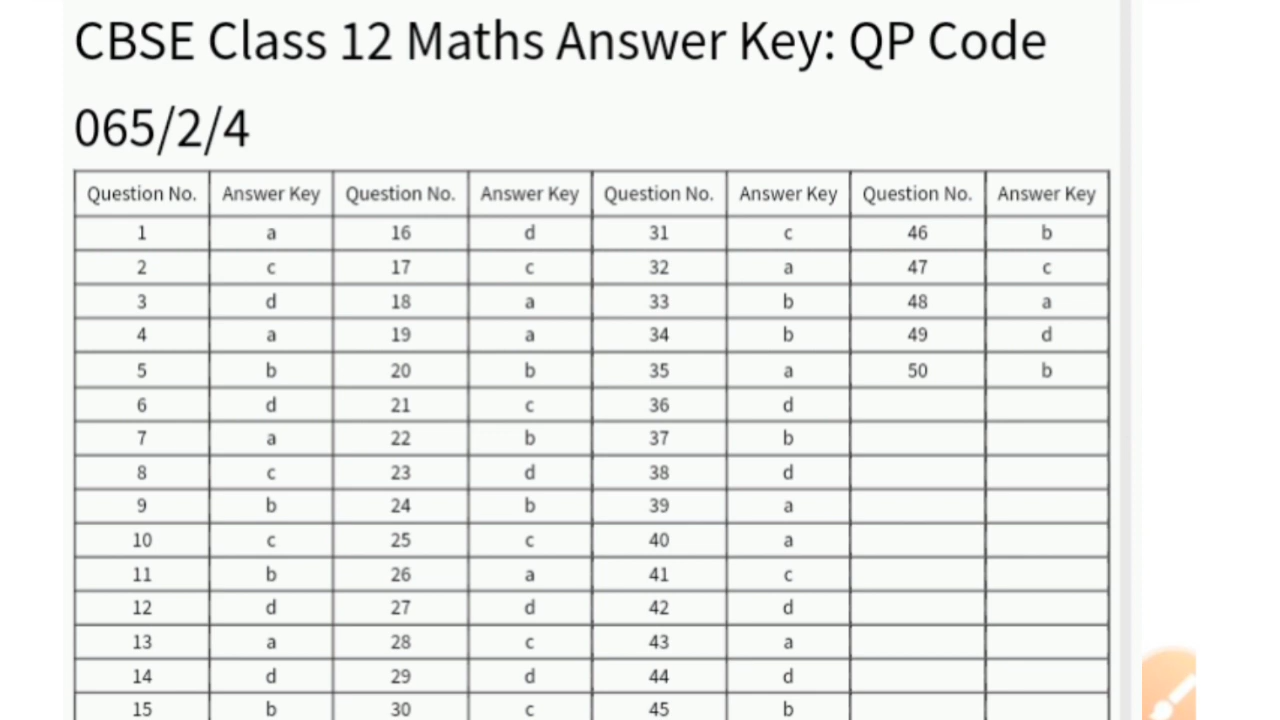 CBSE Class 12 Maths Answer Key: QP Code
065/2/4
Question No. Answer Key Question No. Answer Key Question No. Answer Key Question No. Answer Key
1 a 16 d 31 c 46 b
2 c 17 c 32 a 47 c
3 d 18 a 33 b 48 a
4 a 19 a 34 b 49 d
5 b 20 b 35 a 50 b
6 d 21 c 36 d
7 a 22 b 37 b
8 c 23 d 38 d
9 b 24 b 39 a
10 c 25 c 40 a
11 b 26 a 41 c
12 d 27 d 42 d
13 a 28 c 43 a
14 d 29 d 44 d
15 b 30 c 45 b